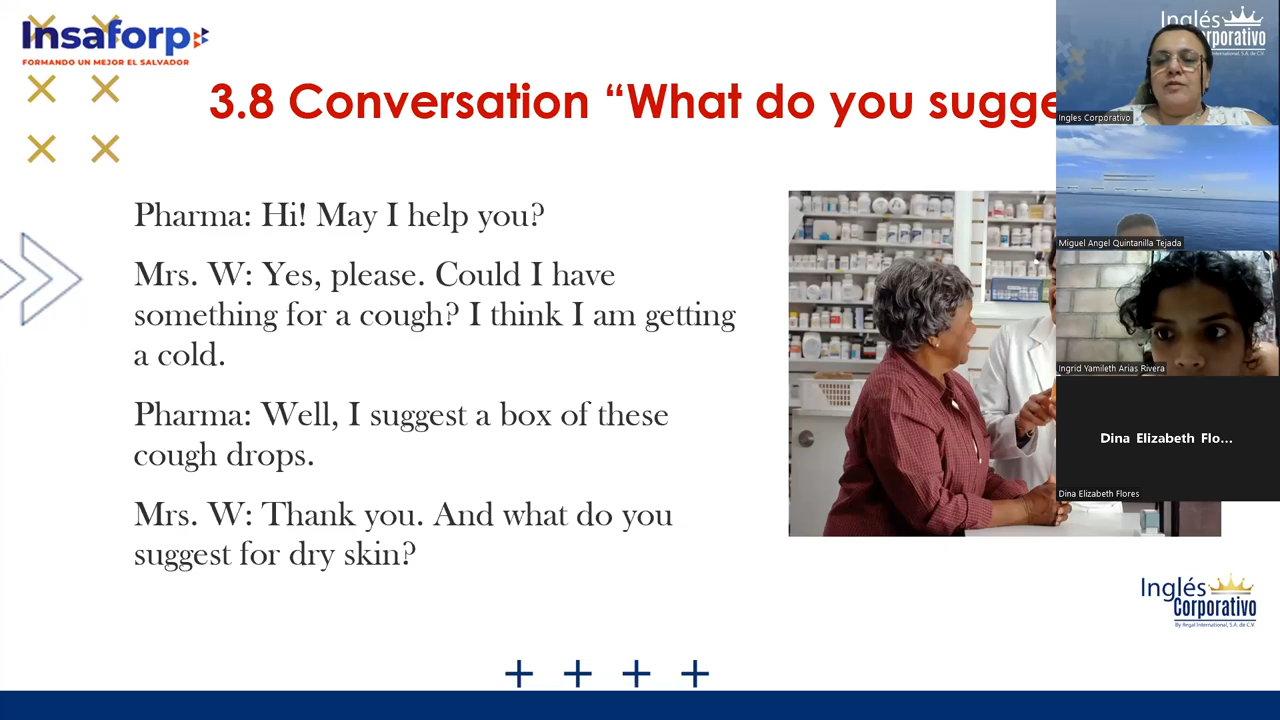 Insaforp
FORMANDO UN MEJOR EL SALVADOR
3.8 Conversation “What do you sugge
Pharma: Hi! May I help you?
Mrs. W: Yes, please. Could I have
something for a cough? I think I am getting
a cold.
Pharma: Well, I suggest a box of these
cough drops.
Mrs. W: Thank you. And what do you
suggest for dry skin?
Inglés
Corporativo
International, S.A. de C.V.
Ingles Corporativo
Miguel Angel Quintanilla Tejada
Ingrid Yamileth Arias Rivera
Dina Elizabeth Flo...
Dina Elizabeth Flores
Inglés
Corporativo
By Regal International, S.A. de C.V.